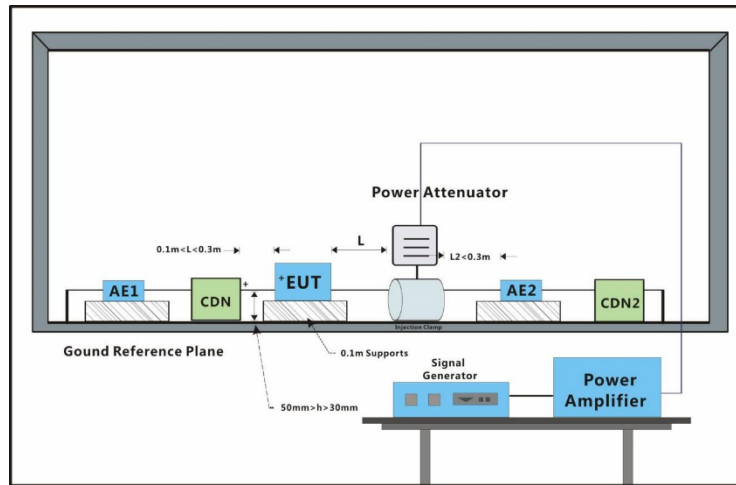 Power Attenuator
0.1m<L<0.3m
L
L2<0.3m
AE1
CDN
+
+EUT
AE2
CDN2
Injection Clamp
Gound Reference Plane
0.1m Supports
50mm>h>30mm
Signal
Generator
Power
Amplifier